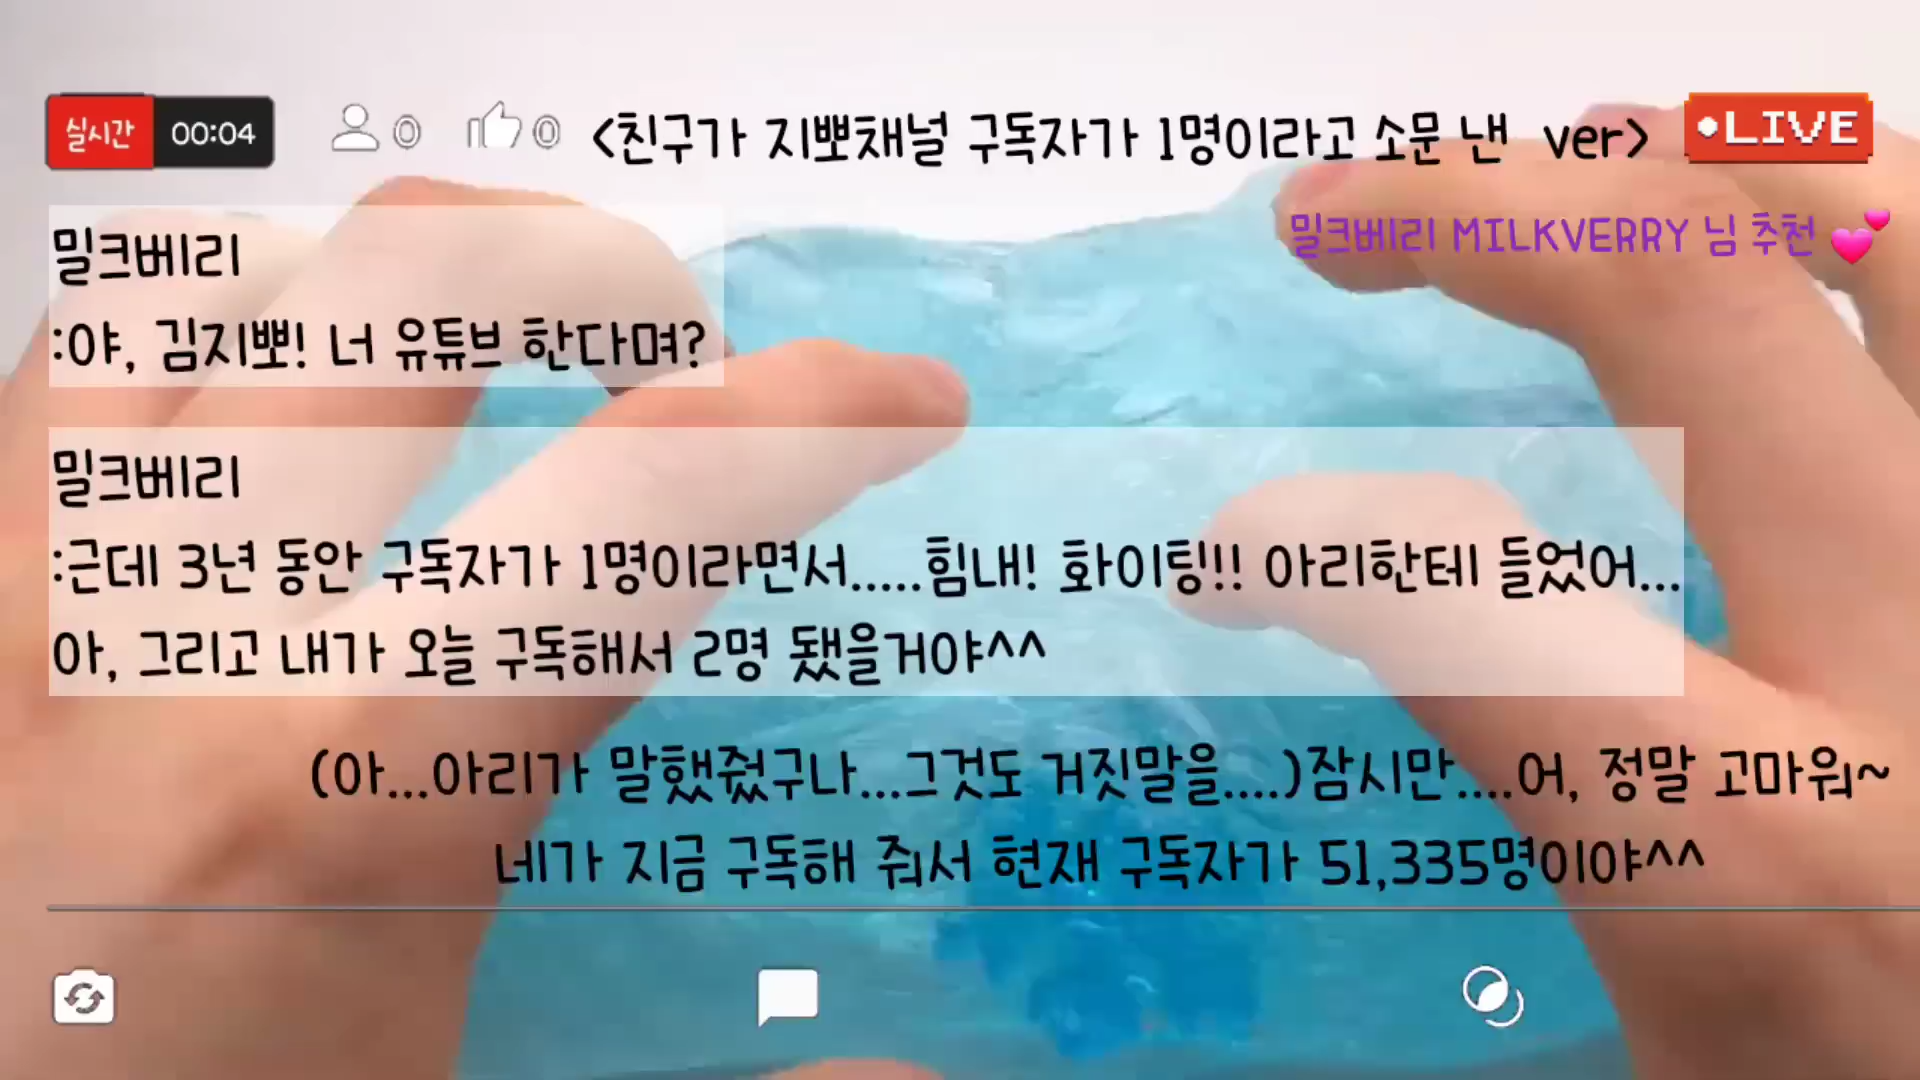 실시간 00:04 0 0 <친구가 지뽀채널 구독자가 1명이라고 소문 낸 ver> LIVE
밀크베리 MILKVERRY 님 추천
밀크베리
:야, 김지뽀! 너 유튜브 한다며?
밀크베리
:근데 3년 동안 구독자가 1명이라면서.....힘내! 화이팅!! 아리한테 들었어...
아, 그리고 내가 오늘 구독해서 2명 됐을거야^^
(아...아리가 말했줬구나...그것도 거짓말을....)잠시만....어, 정말 고마워~
네가 지금 구독해 줘서 현재 구독자가 51,335명이야^^